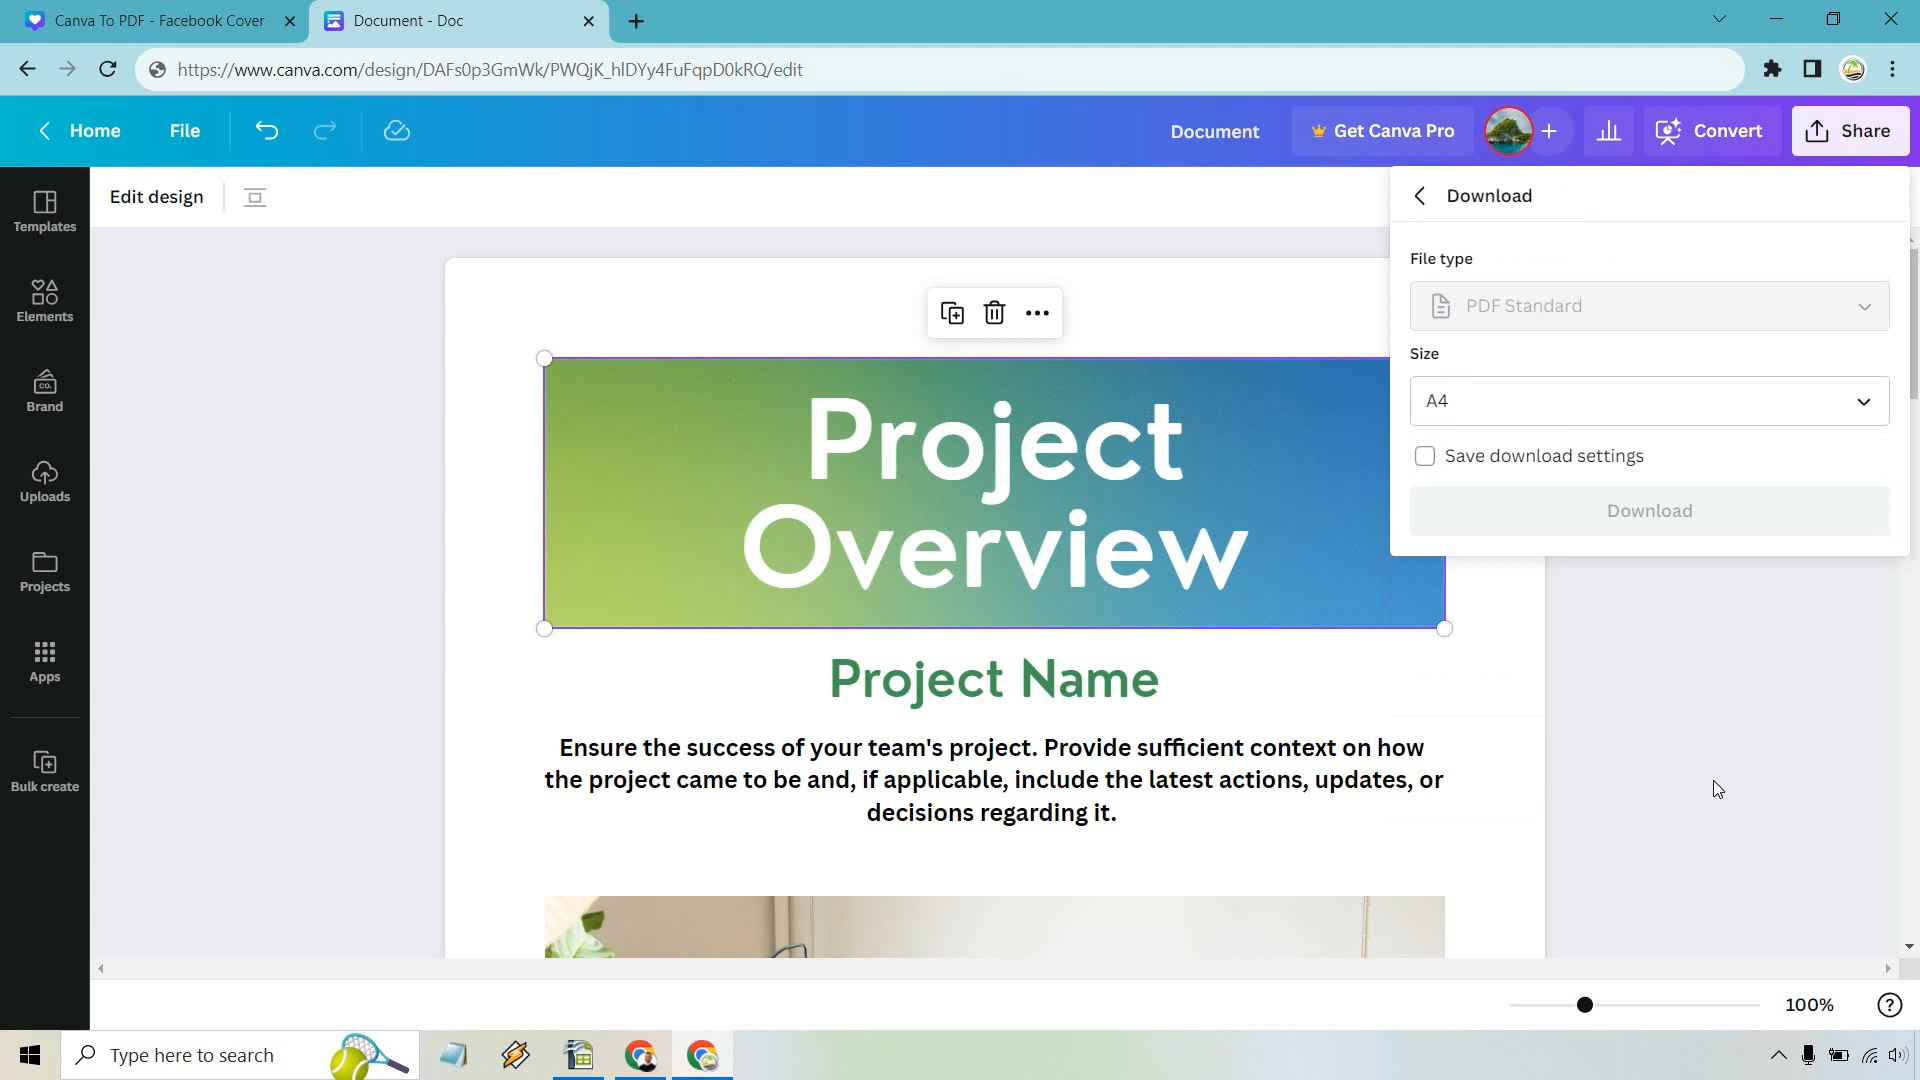 Canva To PDF - Facebook Cover
Document - Doc
https://www.canva.com/design/DAFs0p3GmWk/PWQjK_hlDYy4FuFqpD0kRQ/edit
Home
File
Document
Get Canva Pro
Convert
Share
Templates
Elements
CO.
Brand
Uploads
Projects
Apps
Bulk create
Edit design
Download
File type
PDF Standard
Size
A4
Save download settings
Download
Project
Overview
Project Name
Ensure the success of your team's project. Provide sufficient context on how
the project came to be and, if applicable, include the latest actions, updates, or
decisions regarding it.
100%
Type here to search